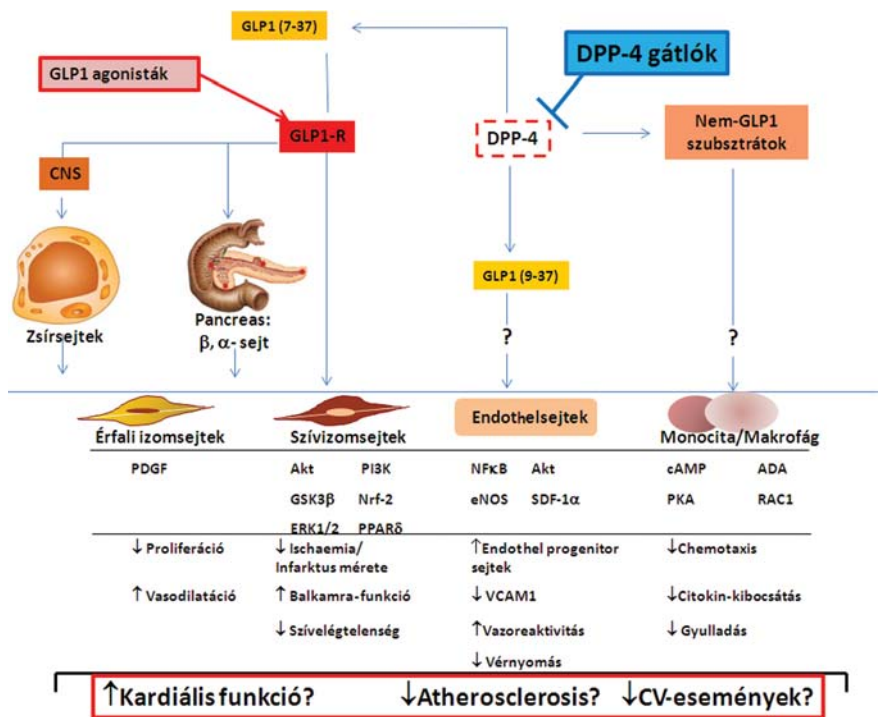 GLP1 (7-37)
DPP-4 gátlók
GLP1 agonisták
GLP1-R
DPP-4
Nem-GLP1
szubsztrátok
CNS
GLP1 (9-37)
Zsírsejtek
Pancreas:
β, α- sejt
?
?
Érfali izomsejtek
Szívizomsejtek
Endothelsejtek
Monocita/Makrofág
PDGF
Akt PI3K
GSK3β Nrf-2
ERK1/2 PPARδ
NFκB Akt
eNOS SDF-1α
cAMP ADA
PKA RAC1
↓Proliferáció
↑Vasodilatáció
↓Ischaemia/
Infarktus mérete
↑Balkamra-funkció
↓Szívelégtelenség
↑Endothel progenitor
sejtek
↓VCAM1
↑Vazoreaktivitás
↓Vérnyomás
↓Chemotaxis
↓Citokin-kibocsátás
↓Gyulladás
↑Kardiális funkció? ↓Atherosclerosis? ↓CV-események?